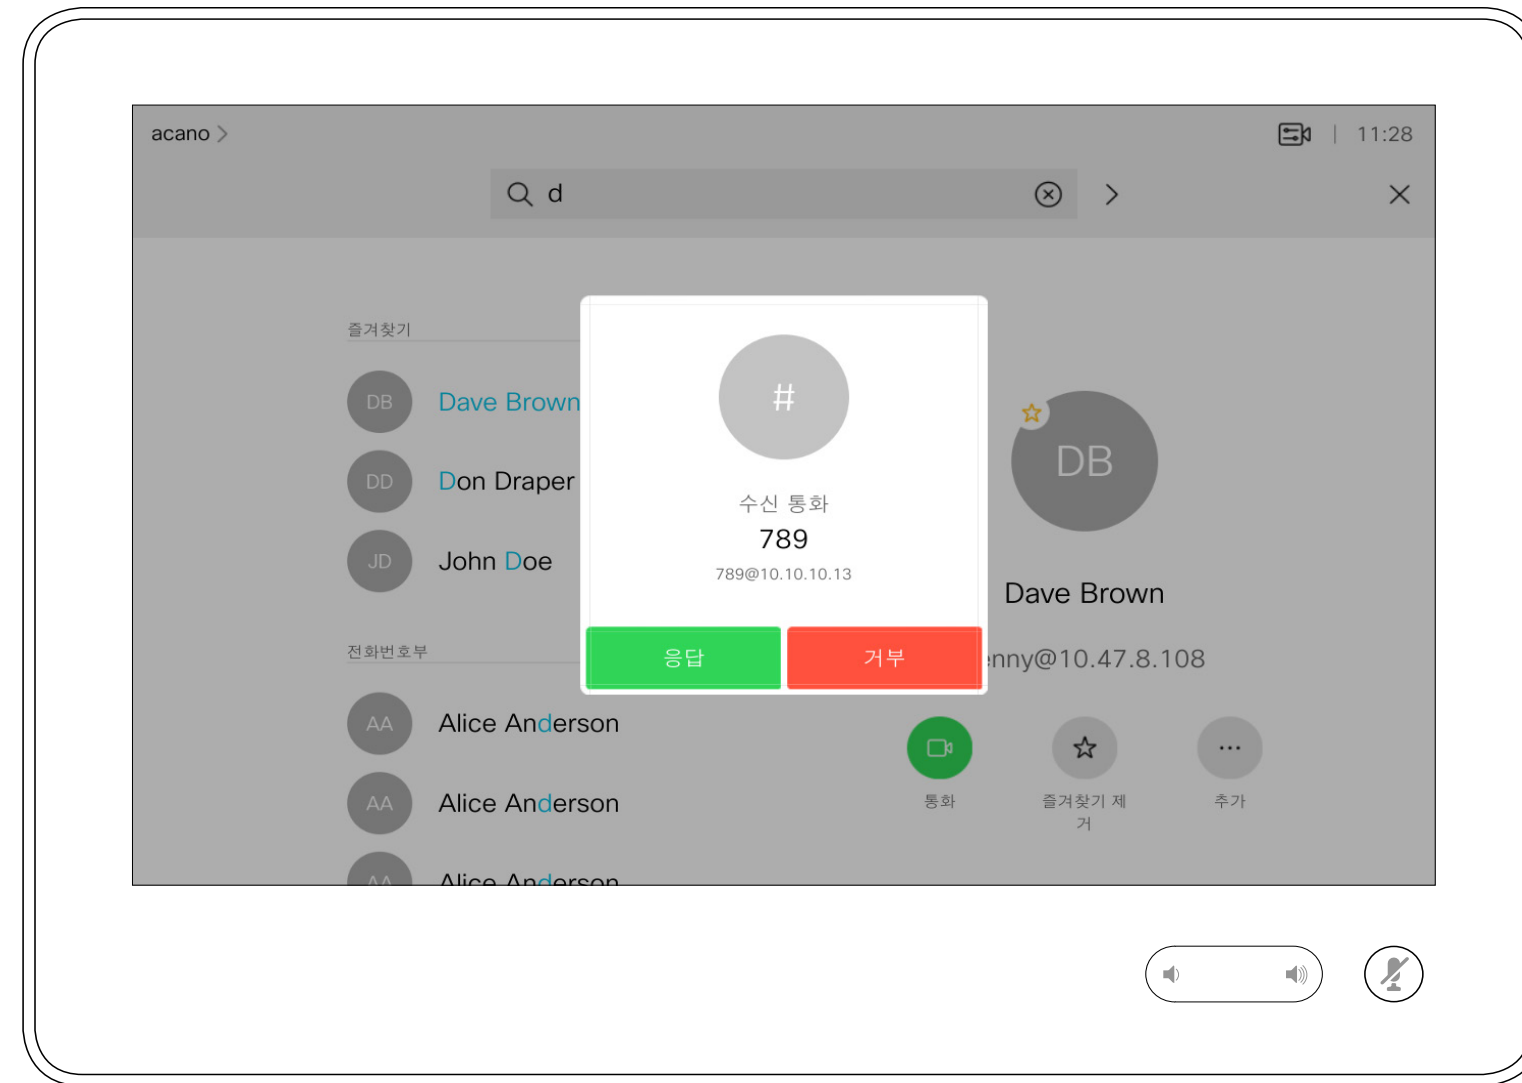 acano
11:28
d
즐겨찾기
DB Dave Brown
DD Don Draper
JD John Doe
전화번호부
AA Alice Anderson
AA Alice Anderson
AA Alice Anderson
#
수신 통화
789
789@10.10.10.13
응답 거부
DB
Dave Brown
nny@10.47.8.108
통화
즐겨찾기 제
거
추가